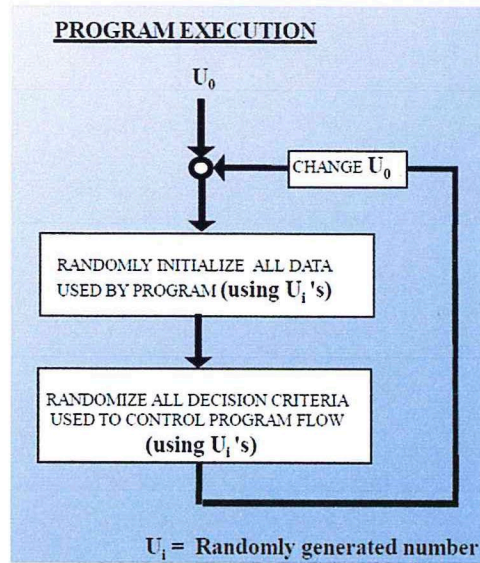 PROGRAM EXECUTION
U₀
CHANGE U₀
RANDOMLY INITIALIZE ALL DATA
USED BY PROGRAM (using Uᵢ 's)
RANDOMIZE ALL DECISION CRITERIA
USED TO CONTROL PROGRAM FLOW
(using Uᵢ 's)
Uᵢ = Randomly generated number